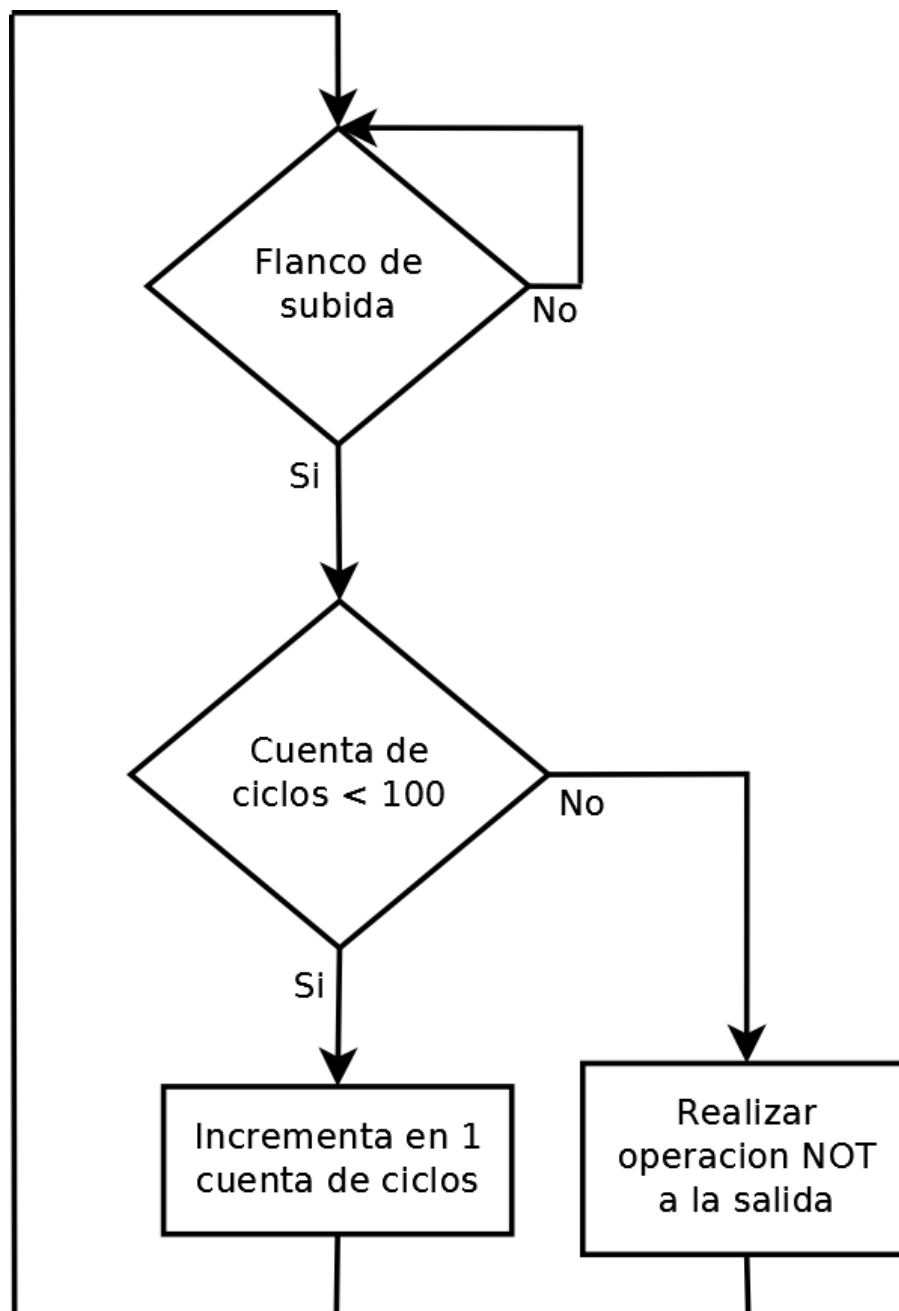 Flanco de
subida
No
Si
Cuenta de
ciclos < 100
No
Si
Incrementa en 1
cuenta de ciclos
Realizar
operacion NOT
a la salida